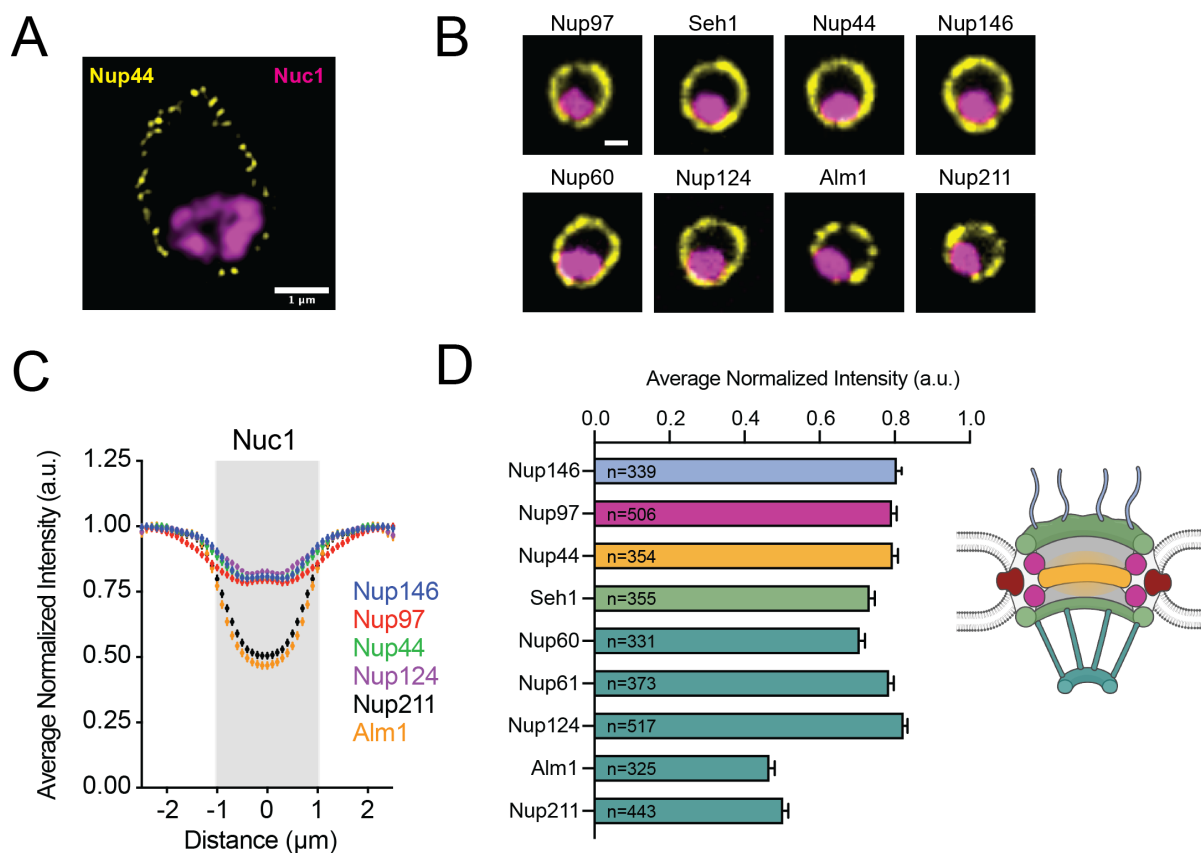 A
Nup44 Nuc1
1 µm
B
Nup97 Seh1 Nup44 Nup146
Nup60 Nup124 Alm1 Nup211
C
Nuc1
Average Normalized Intensity (a.u.)
1.25
1.00
0.75
0.50
0.25
0.00
-2 -1 0 1 2
Distance (µm)
Nup146
Nup97
Nup44
Nup124
Nup211
Alm1
D
Average Normalized Intensity (a.u.)
0.0 0.2 0.4 0.6 0.8 1.0
Nup146 n=339
Nup97 n=506
Nup44 n=354
Seh1 n=355
Nup60 n=331
Nup61 n=373
Nup124 n=517
Alm1 n=325
Nup211 n=443